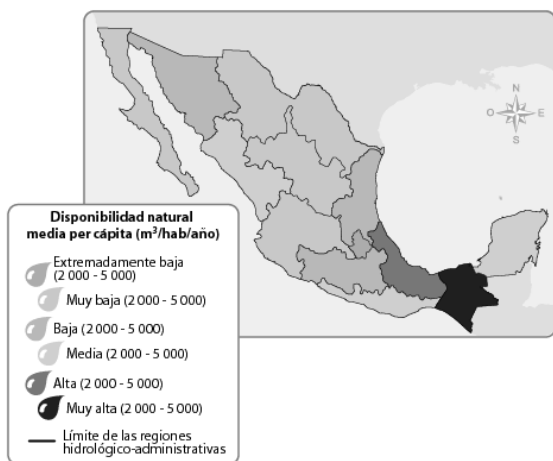 N
O
E
S
Disponibilidad natural
media per cápita (m³/hab/año)
Extremadamente baja
(2 000 - 5 000)
Muy baja (2 000 - 5 000)
Baja (2 000 - 5 000)
Media (2 000 - 5 000)
Alta (2 000 - 5 000)
Muy alta (2 000 - 5 000)
Límite de las regiones
hidrológico-administrativas